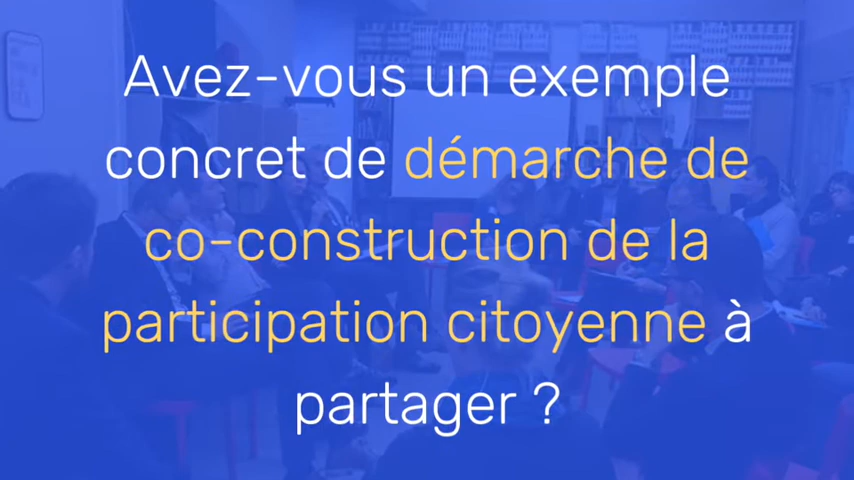 Avez-vous un exemple
concret de démarche de
co-construction de la
participation citoyenne à
partager ?